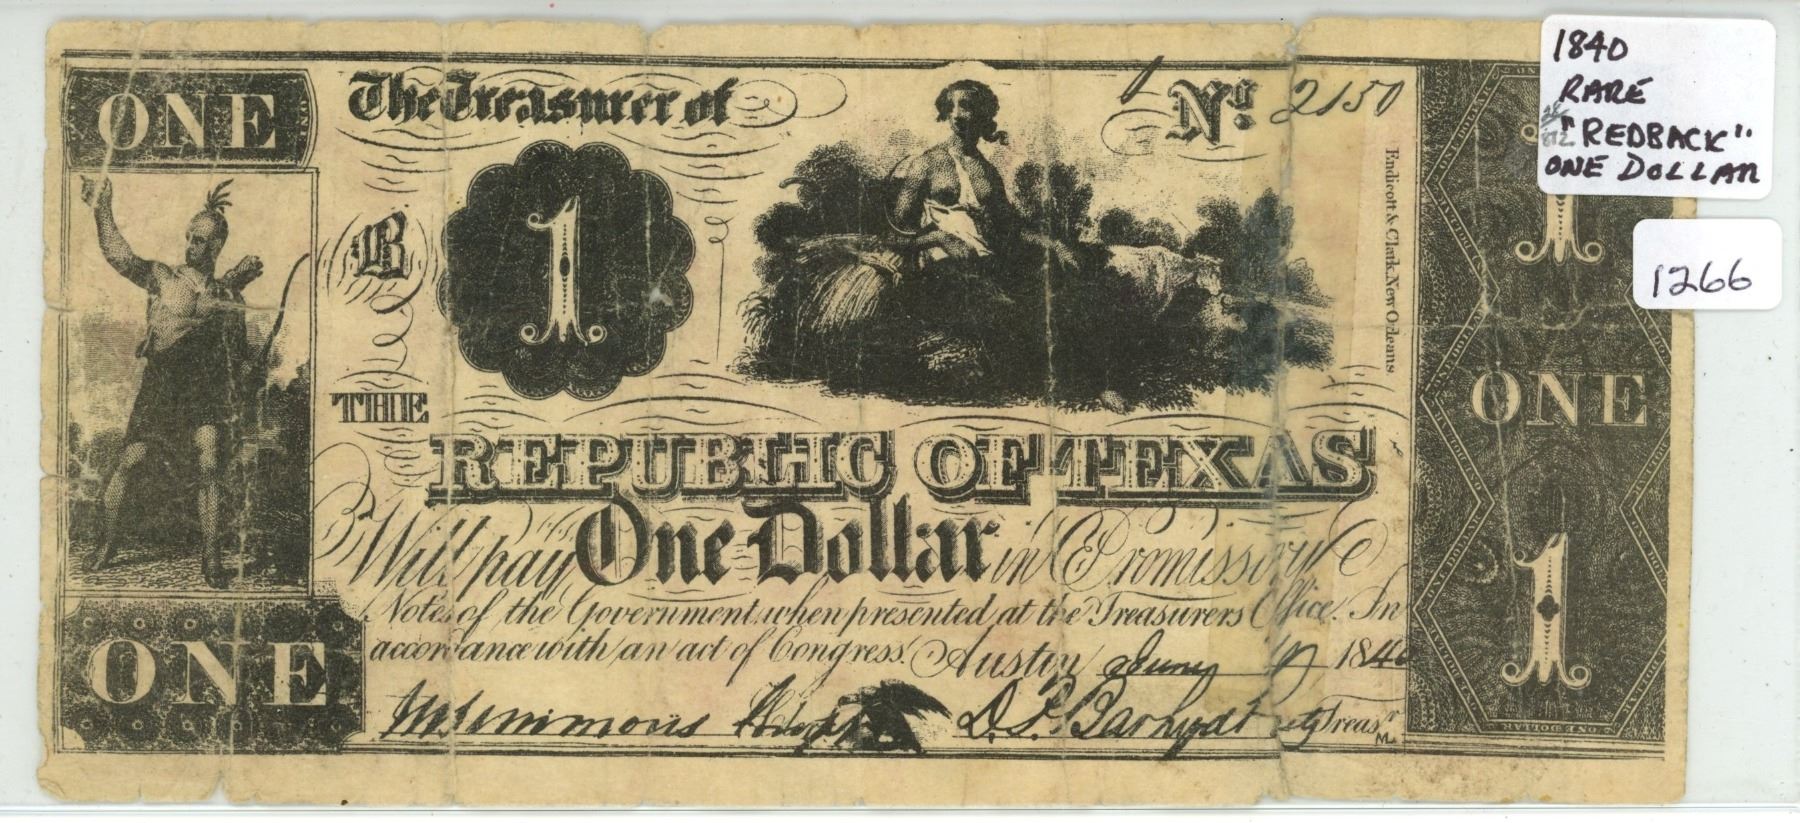 1840
RARE
"REDBACK"
ONE DOLLAR
1266
ONE
The Treasurer of
No. 2150
B
1
Endicott & Clark, New Orleans
1
THE
REPUBLIC OF TEXAS
ONE
Will pay One Dollar in Promissory
Notes of the Government when presented at the Treasurers Office. In
accordance with an act of Congress. Austin 1840
ONE
1
Treasr